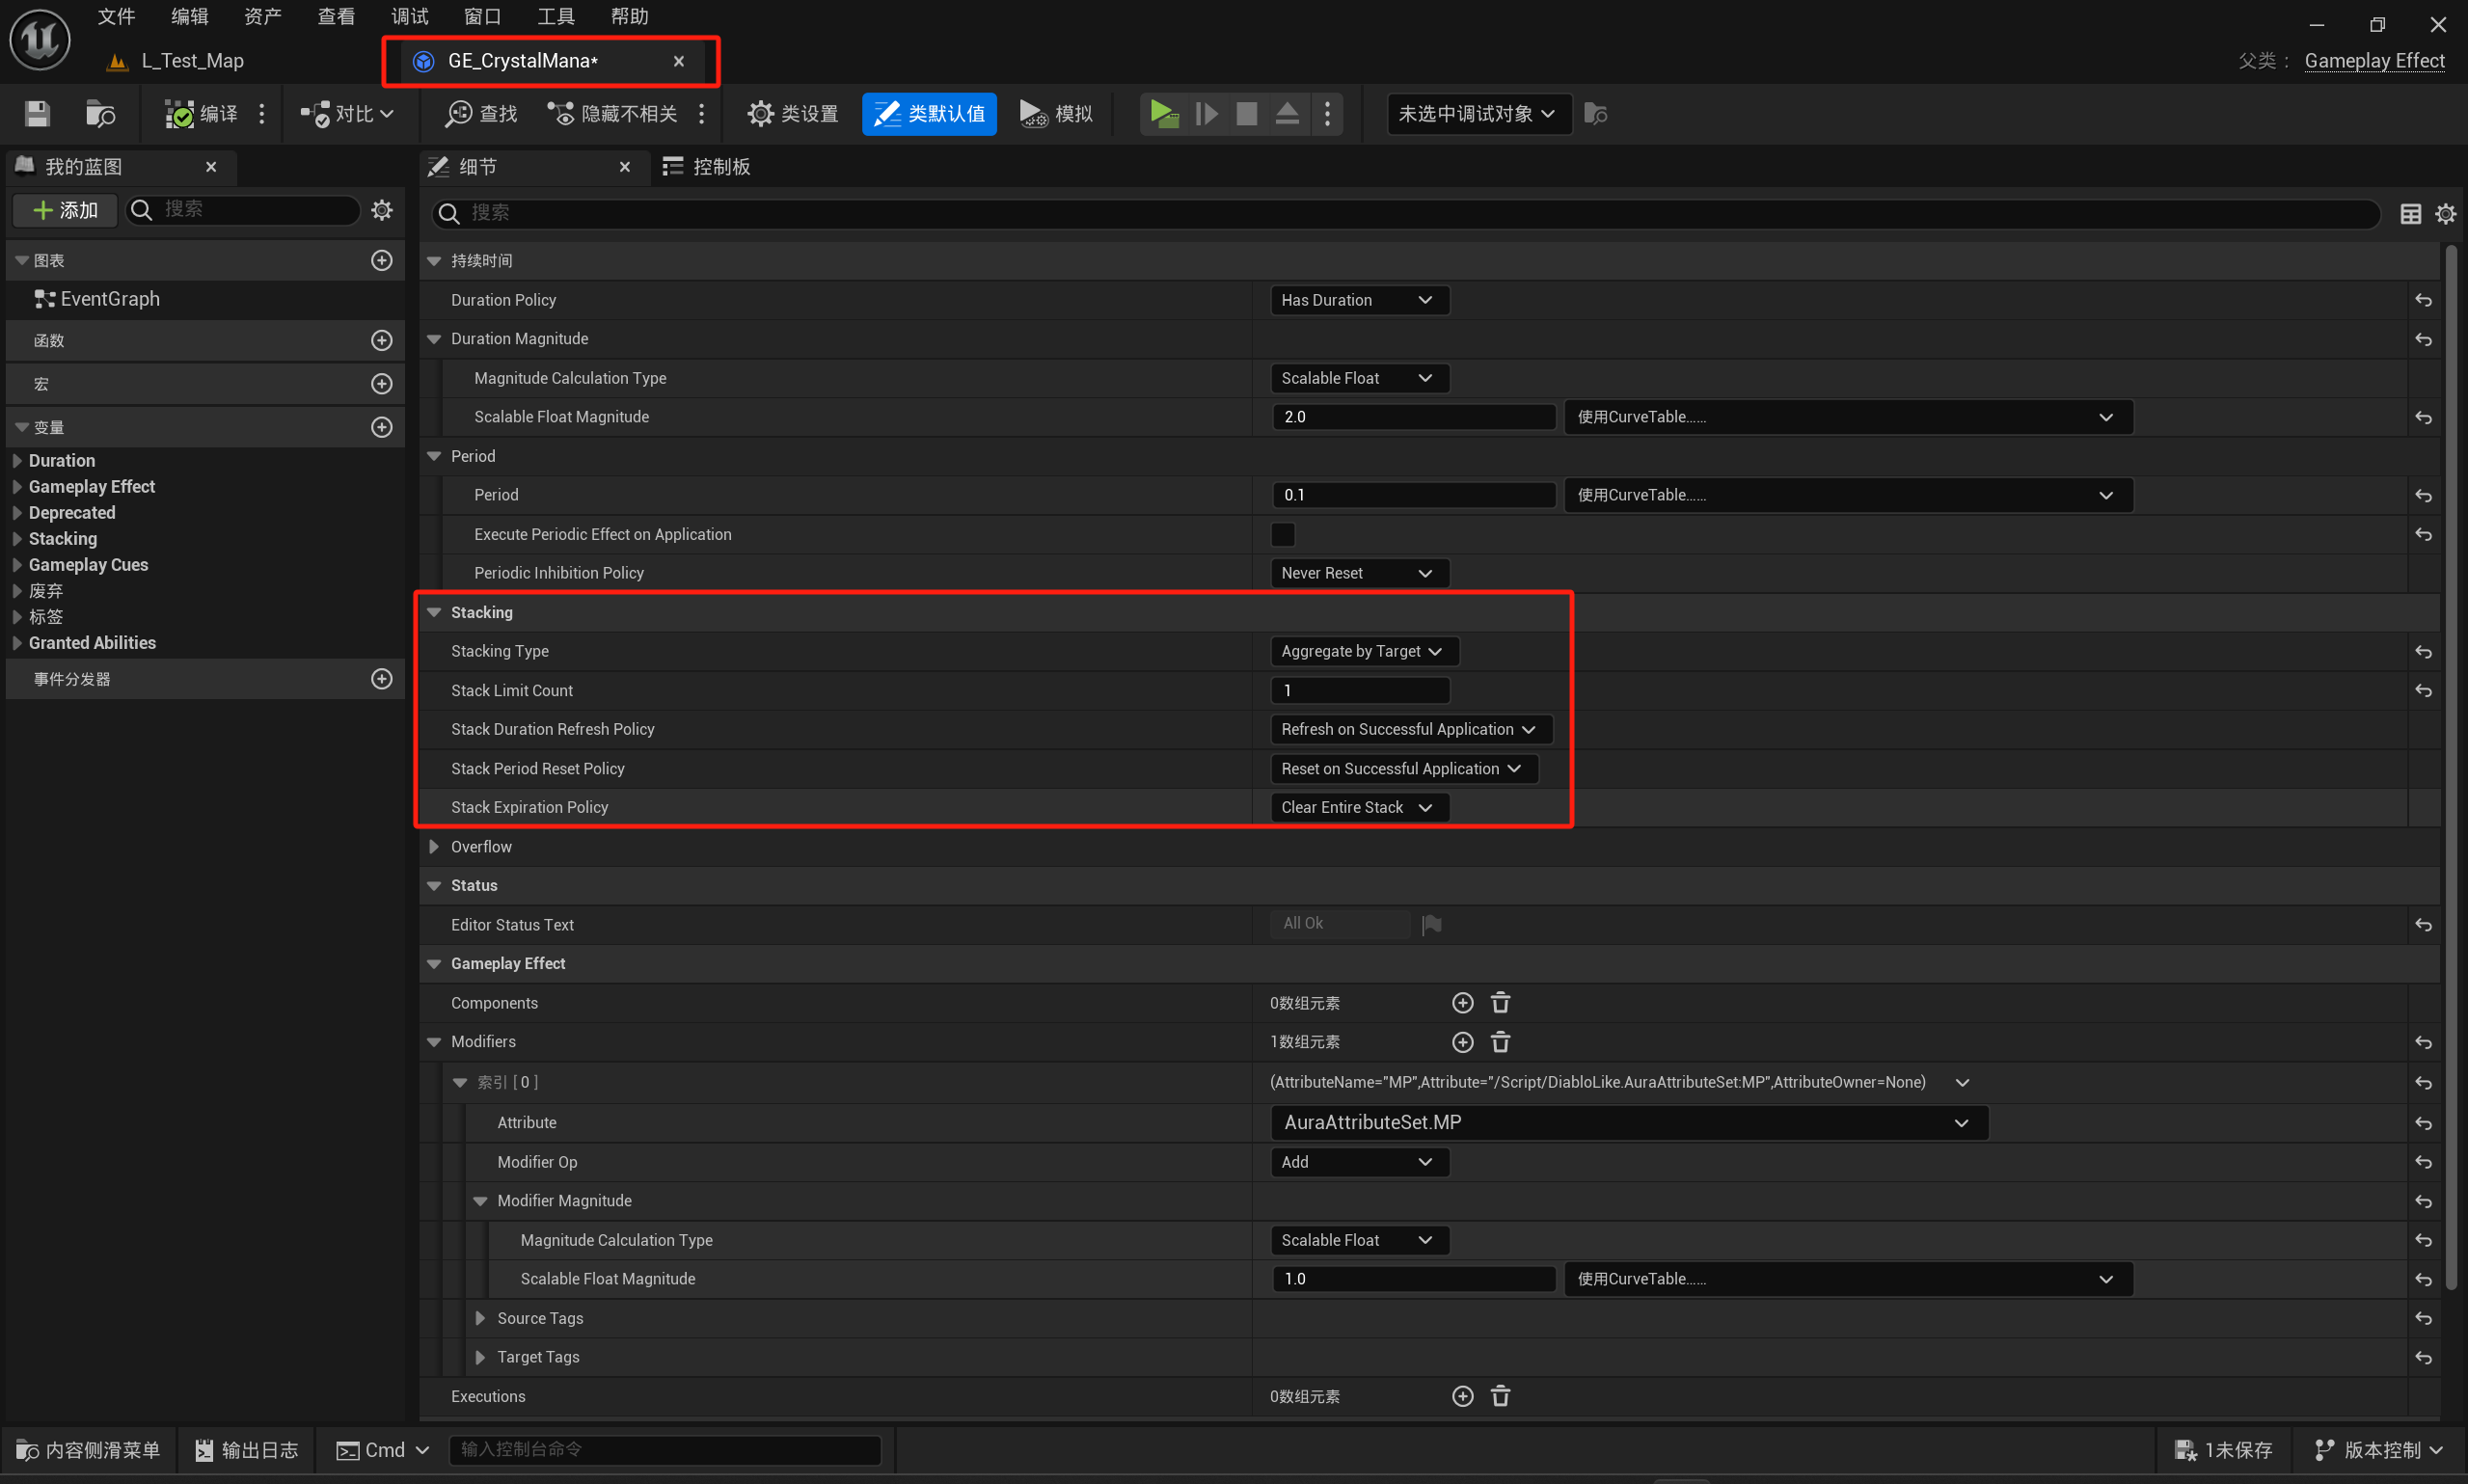 文件 编辑 资产 查看 调试 窗口 工具 帮助
L_Test_Map GE_CrystalMana* 父类： Gameplay Effect
编译 对比 查找 隐藏不相关 类设置 类默认值 模拟 未选中调试对象
我的蓝图 细节 控制板
添加 搜索 搜索
图表
EventGraph
函数
宏
变量
Duration
Gameplay Effect
Deprecated
Stacking
Gameplay Cues
废弃
标签
Granted Abilities
事件分发器
持续时间
Duration Policy Has Duration
Duration Magnitude
Magnitude Calculation Type Scalable Float
Scalable Float Magnitude 2.0 使用CurveTable......
Period
Period 0.1 使用CurveTable......
Execute Periodic Effect on Application
Periodic Inhibition Policy Never Reset
Stacking
Stacking Type Aggregate by Target
Stack Limit Count 1
Stack Duration Refresh Policy Refresh on Successful Application
Stack Period Reset Policy Reset on Successful Application
Stack Expiration Policy Clear Entire Stack
Overflow
Status
Editor Status Text All Ok
Gameplay Effect
Components 0数组元素
Modifiers 1数组元素
索引 [ 0 ] (AttributeName="MP",Attribute="/Script/DiabloLike.AuraAttributeSet:MP",AttributeOwner=None)
Attribute AuraAttributeSet.MP
Modifier Op Add
Modifier Magnitude
Magnitude Calculation Type Scalable Float
Scalable Float Magnitude 1.0 使用CurveTable......
Source Tags
Target Tags
Executions 0数组元素
内容侧滑菜单 输出日志 Cmd 输入控制台命令 1未保存 版本控制